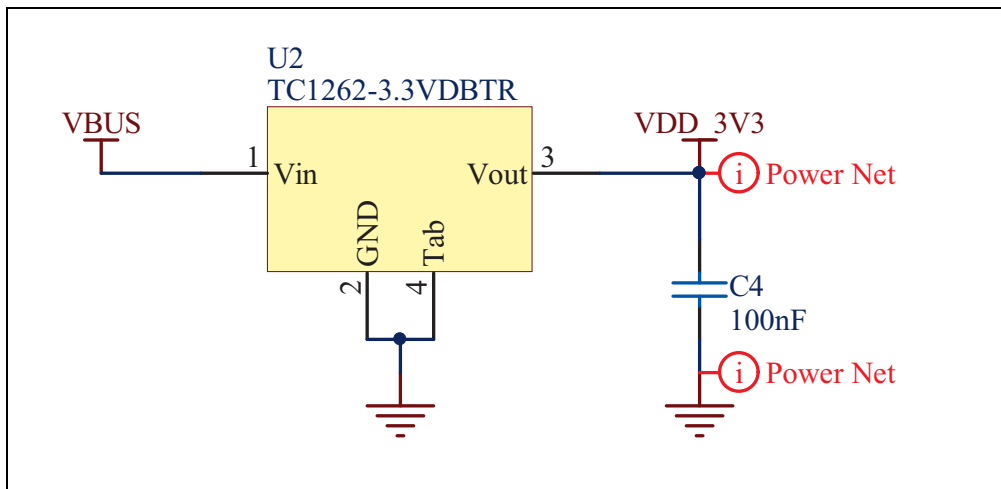 U2
TC1262-3.3VDBTR
VBUS
VDD_3V3
1
Vin
Vout
3
i Power Net
GND
Tab
2
4
C4
100nF
i Power Net